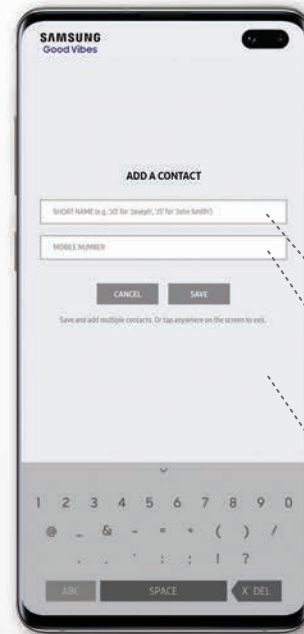 SAMSUNG
Good Vibes
ADD A CONTACT
SHORT NAME (e.g. 'JO' for 'Joseph', 'JS' for 'John Smith')
MOBILE NUMBER
CANCEL SAVE
Save and add multiple contacts. Or tap anywhere on the screen to exit.
1 2 3 4 5 6 7 8 9 0
@ _ & - = + ( ) /
. , ' : ; ! ?
ABC SPACE X DEL